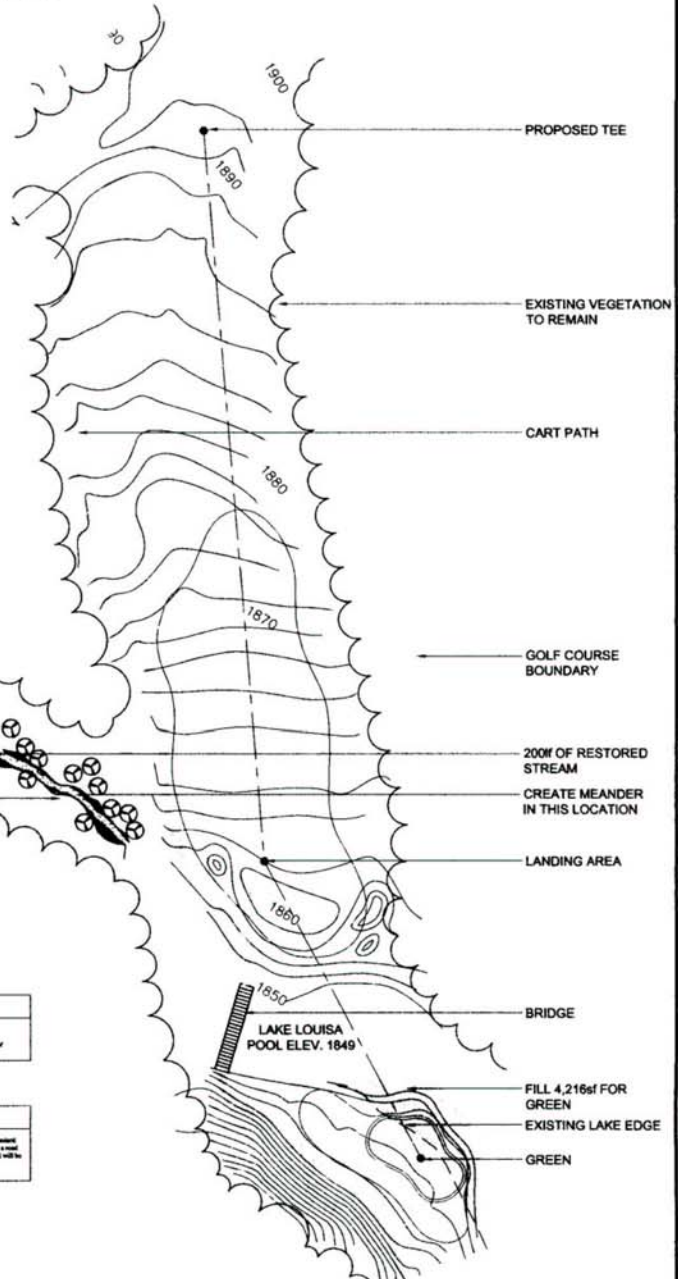 90
1900
PROPOSED TEE
1890
EXISTING VEGETATION
TO REMAIN
CART PATH
1880
1870
GOLF COURSE
BOUNDARY
200lf OF RESTORED
STREAM
CREATE MEANDER
IN THIS LOCATION
LANDING AREA
1860
1850
BRIDGE
LAKE LOUISA
POOL ELEV. 1849
FILL 4,216sf FOR
GREEN
EXISTING LAKE EDGE
GREEN